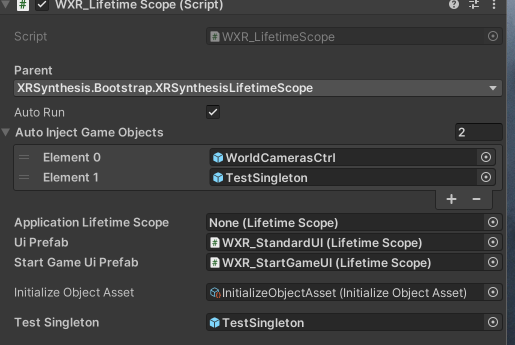 WXR_Lifetime Scope (Script)
Script WXR_LifetimeScope
Parent
XRSynthesis.Bootstrap.XRSynthesisLifetimeScope
Auto Run
Auto Inject Game Objects 2
Element 0 WorldCamerasCtrl
Element 1 TestSingleton
Application Lifetime Scope None (Lifetime Scope)
Ui Prefab WXR_StandardUI (Lifetime Scope)
Start Game Ui Prefab WXR_StartGameUI (Lifetime Scope)
Initialize Object Asset InitializeObjectAsset (Initialize Object Asset)
Test Singleton TestSingleton